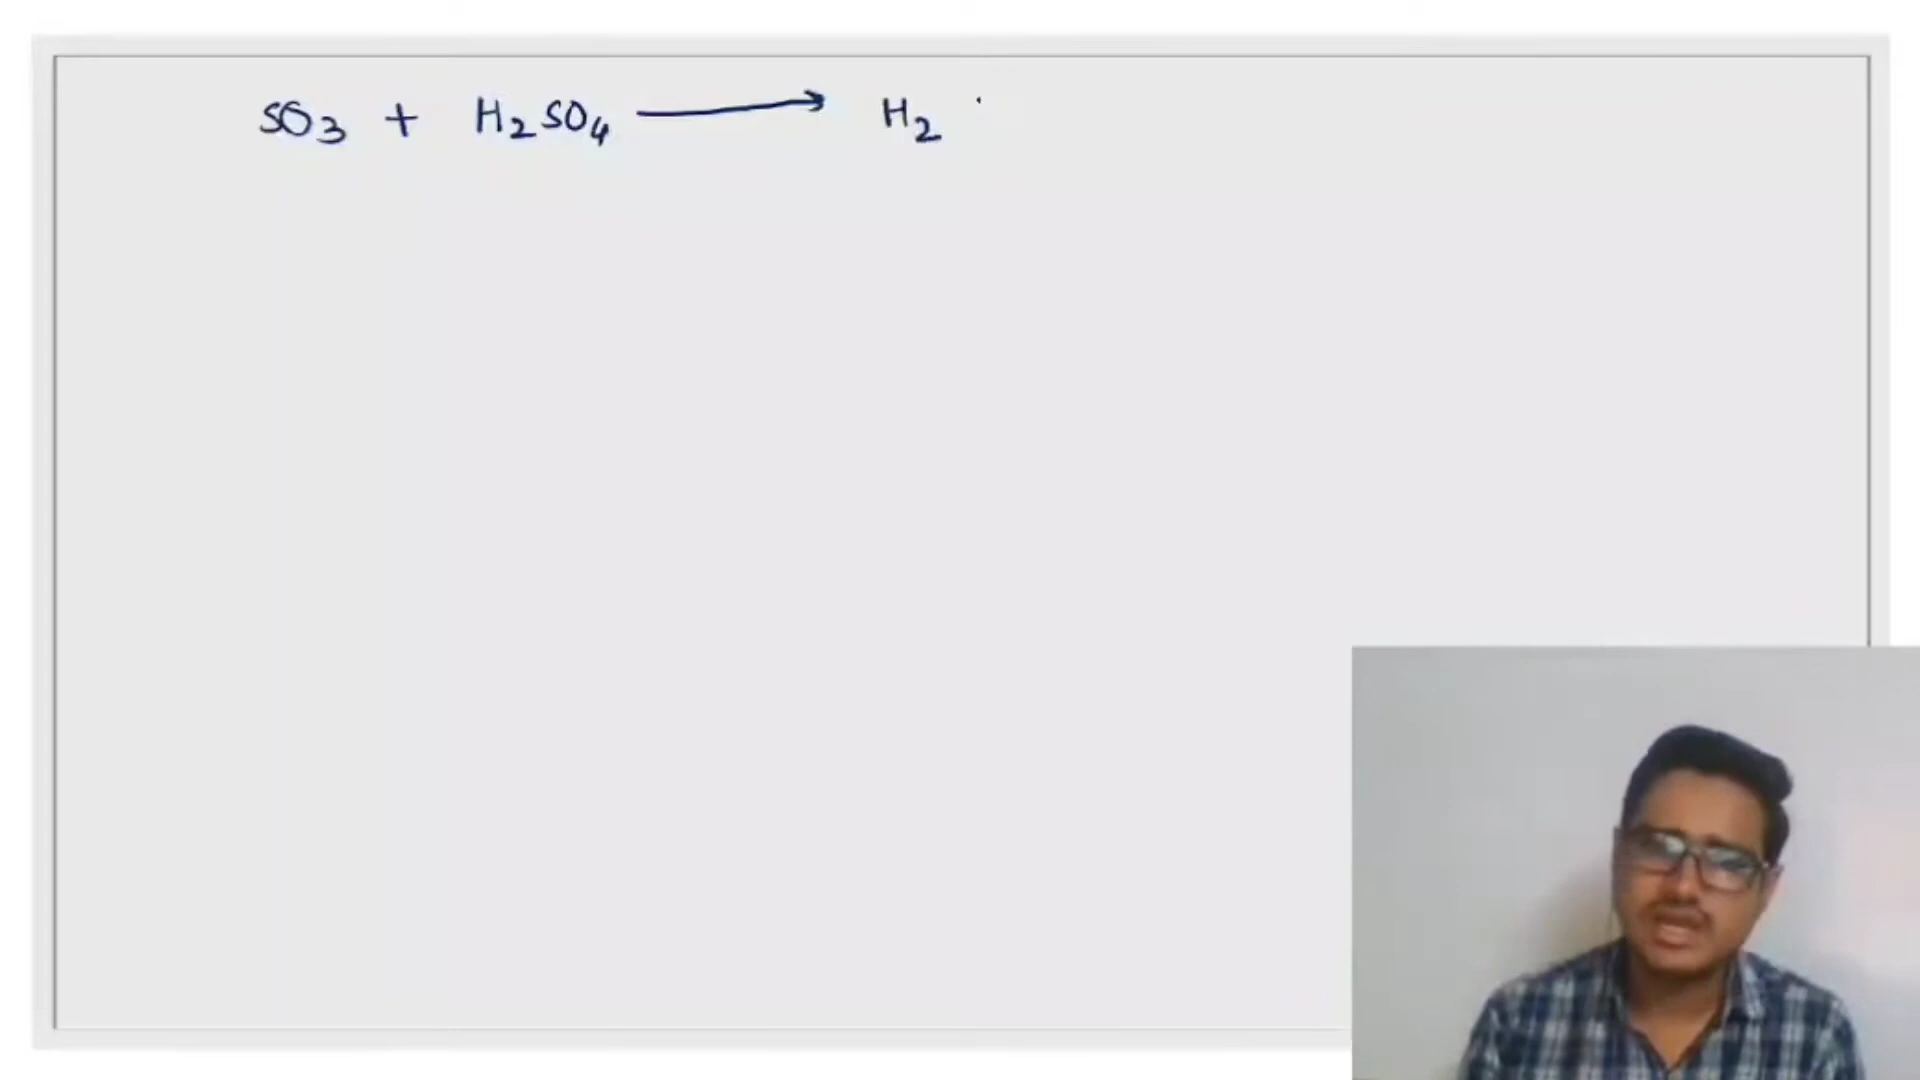 SO₃ + H₂SO₄ ⟶ H₂